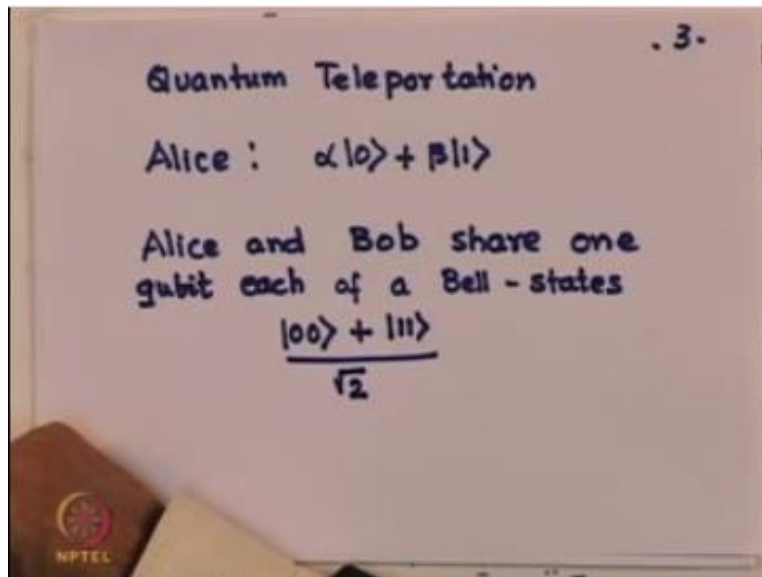 . 3 .
Quantum Teleportation
Alice : α|0⟩ + β|1⟩
Alice and Bob share one
qubit each of a Bell - states
|00⟩ + |11⟩
√2
NPTEL